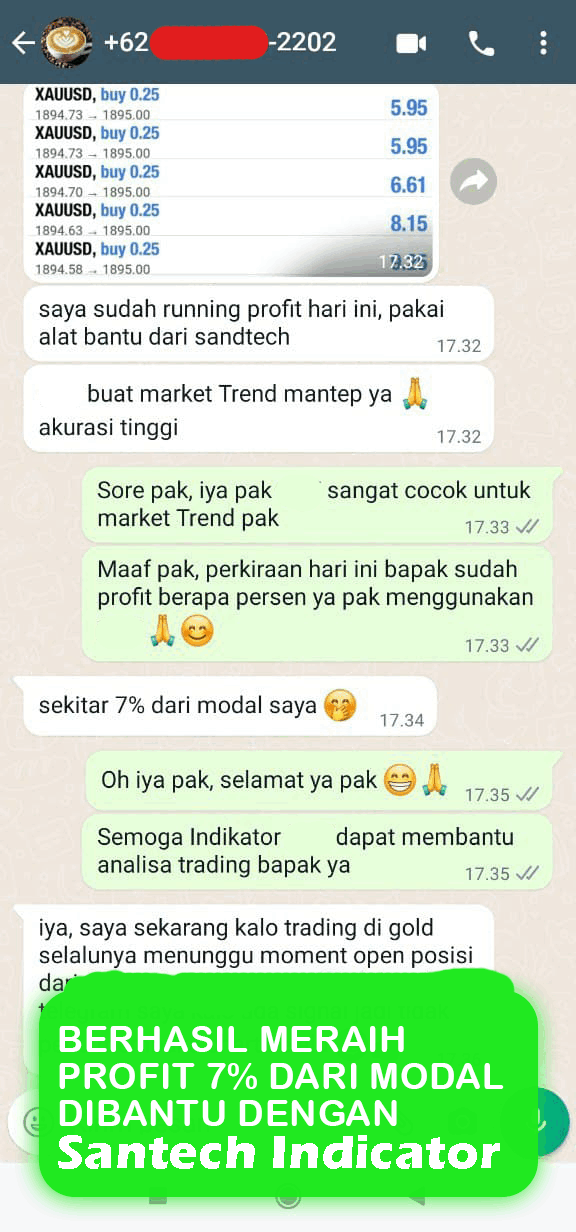 +62 -2202
XAUUSD, buy 0.25
1894.73 → 1895.00 5.95
XAUUSD, buy 0.25
1894.73 → 1895.00 5.95
XAUUSD, buy 0.25
1894.70 → 1895.00 6.61
XAUUSD, buy 0.25
1894.63 → 1895.00 8.15
XAUUSD, buy 0.25
1894.58 → 1895.00
17.32
saya sudah running profit hari ini, pakai
alat bantu dari sandtech
17.32
buat market Trend mantep ya 🙏
akurasi tinggi
17.32
Sore pak, iya pak sangat cocok untuk
market Trend pak
17.33
Maaf pak, perkiraan hari ini bapak sudah
profit berapa persen ya pak menggunakan
🙏😊
17.33
sekitar 7% dari modal saya 🤭
17.34
Oh iya pak, selamat ya pak 😁🙏
17.35
Semoga Indikator dapat membantu
analisa trading bapak ya
17.35
iya, saya sekarang kalo trading di gold
selalunya menunggu moment open posisi
BERHASIL MERAIH
PROFIT 7% DARI MODAL
DIBANTU DENGAN
Santech Indicator